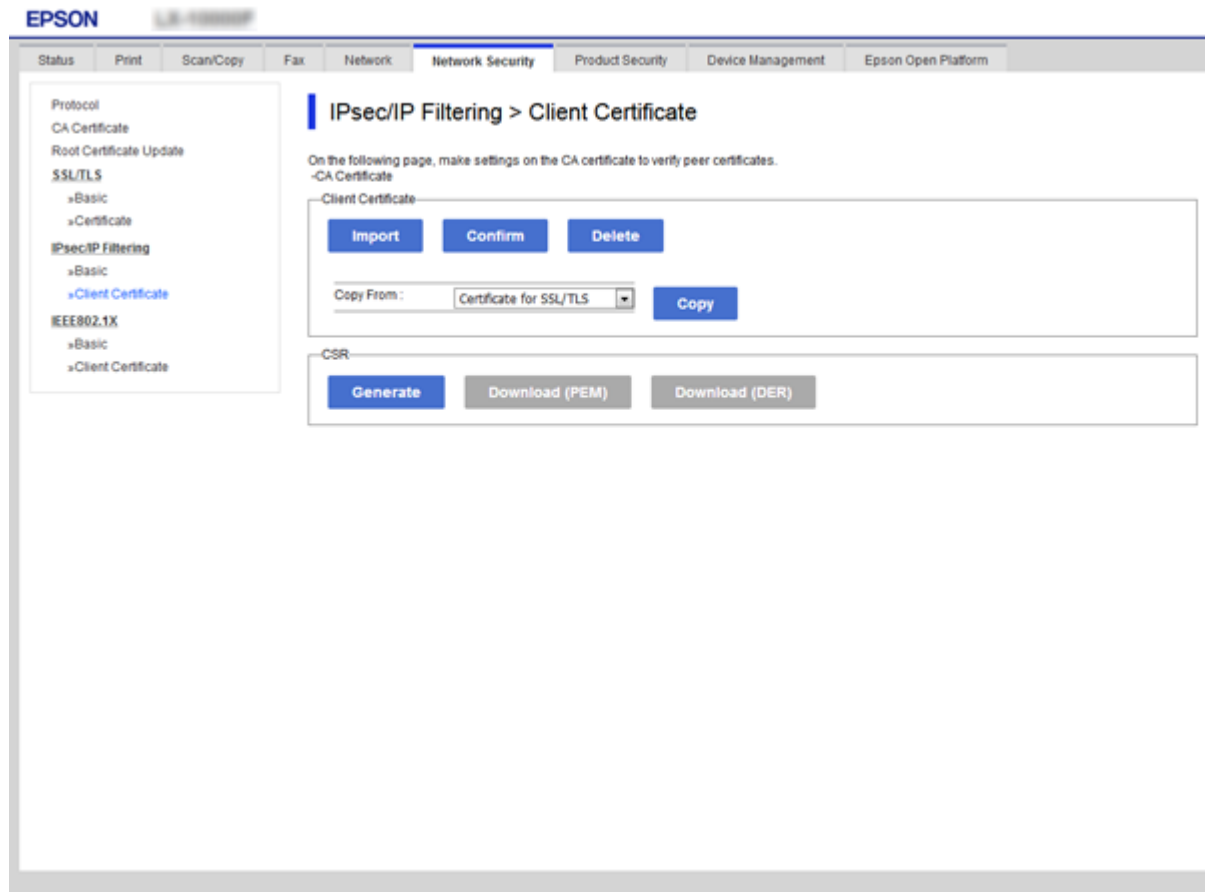 EPSON
Status Print Scan/Copy Fax Network Network Security Product Security Device Management Epson Open Platform
Protocol
CA Certificate
Root Certificate Update
SSL/TLS
»Basic
»Certificate
IPsec/IP Filtering
»Basic
»Client Certificate
IEEE802.1X
»Basic
»Client Certificate
IPsec/IP Filtering > Client Certificate
On the following page, make settings on the CA certificate to verify peer certificates.
-CA Certificate
Client Certificate
Import Confirm Delete
Copy From : Certificate for SSL/TLS Copy
CSR
Generate Download (PEM) Download (DER)